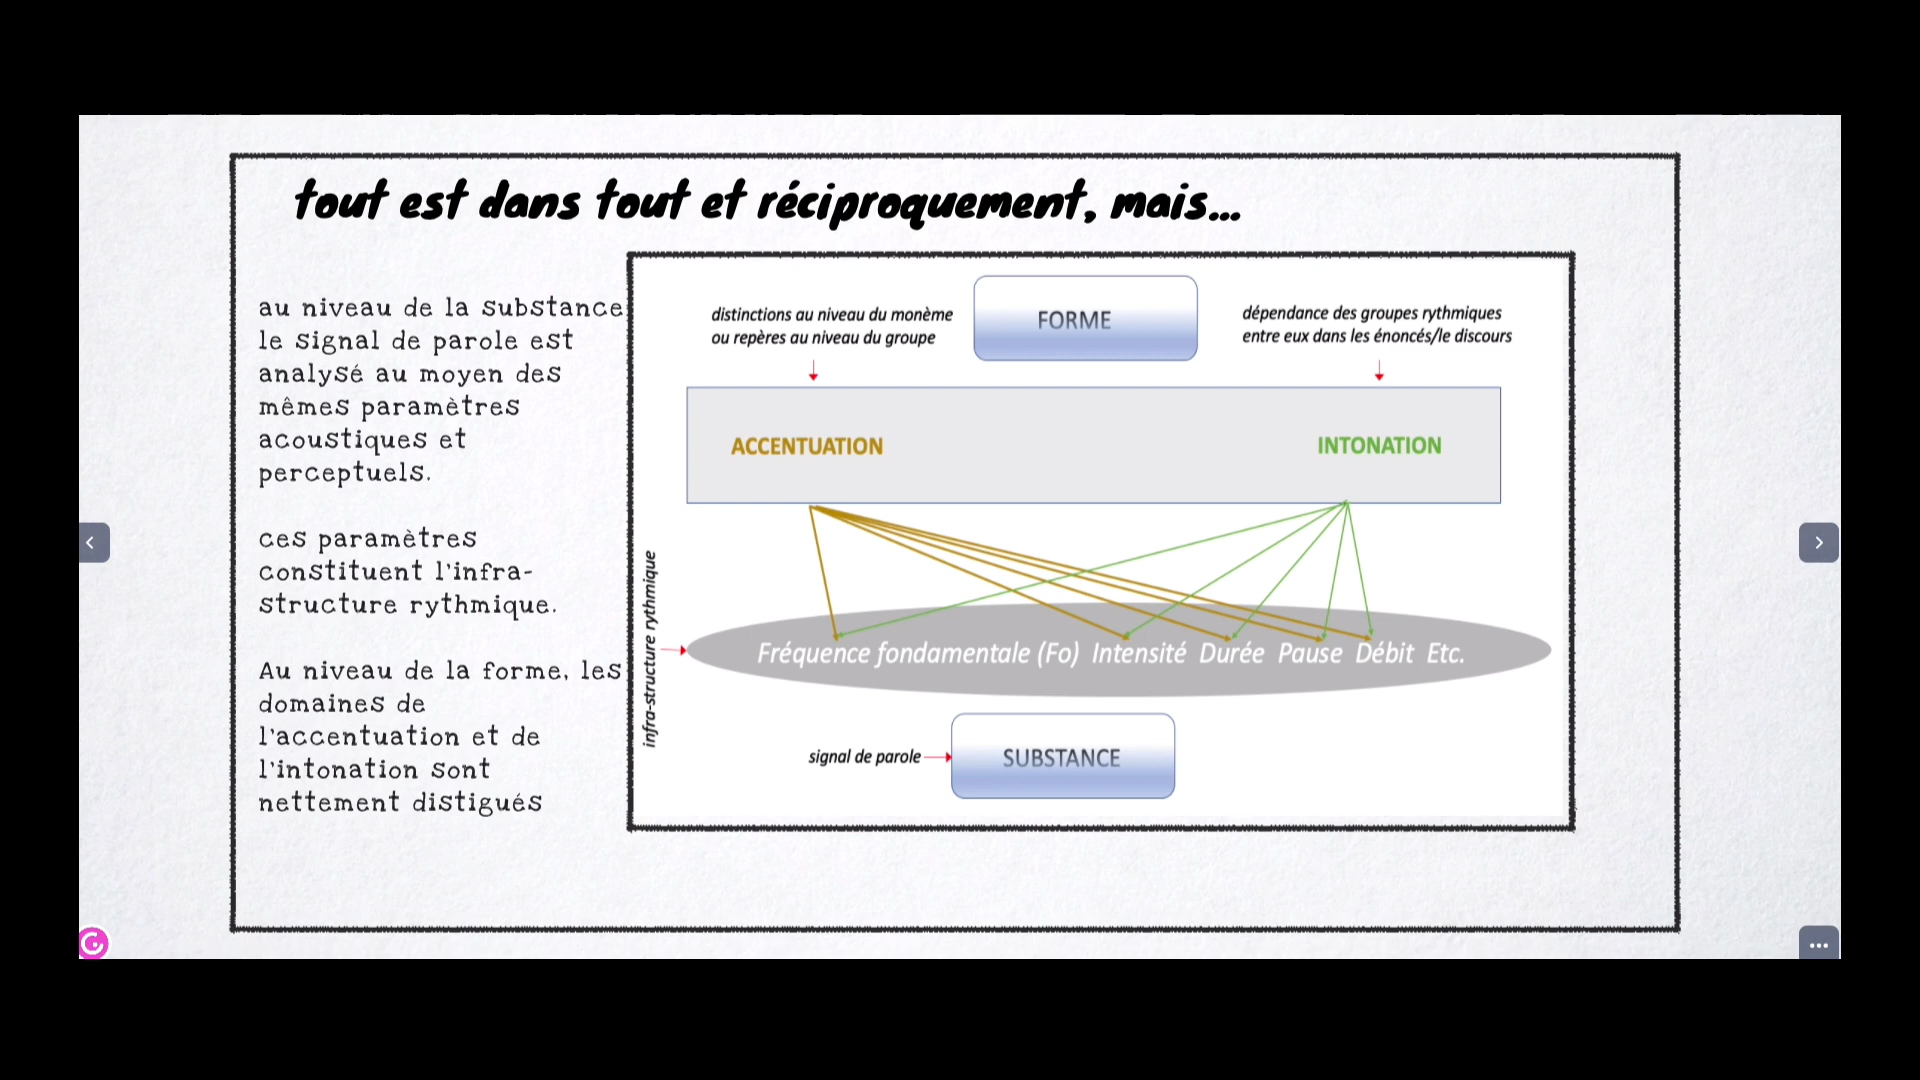 tout est dans tout et réciproquement, mais...
au niveau de la substance
le signal de parole est
analysé au moyen des
mêmes paramètres
acoustiques et
perceptuels.
ces paramètres
constituent l'infra-
structure rythmique.
Au niveau de la forme, les
domaines de
l'accentuation et de
l'intonation sont
nettement distigués
distinctions au niveau du monème
ou repères au niveau du groupe
FORME
dépendance des groupes rythmiques
entre eux dans les énoncés/le discours
ACCENTUATION
INTONATION
infra-structure rythmique
Fréquence fondamentale (Fo) Intensité Durée Pause Débit Etc.
signal de parole
SUBSTANCE